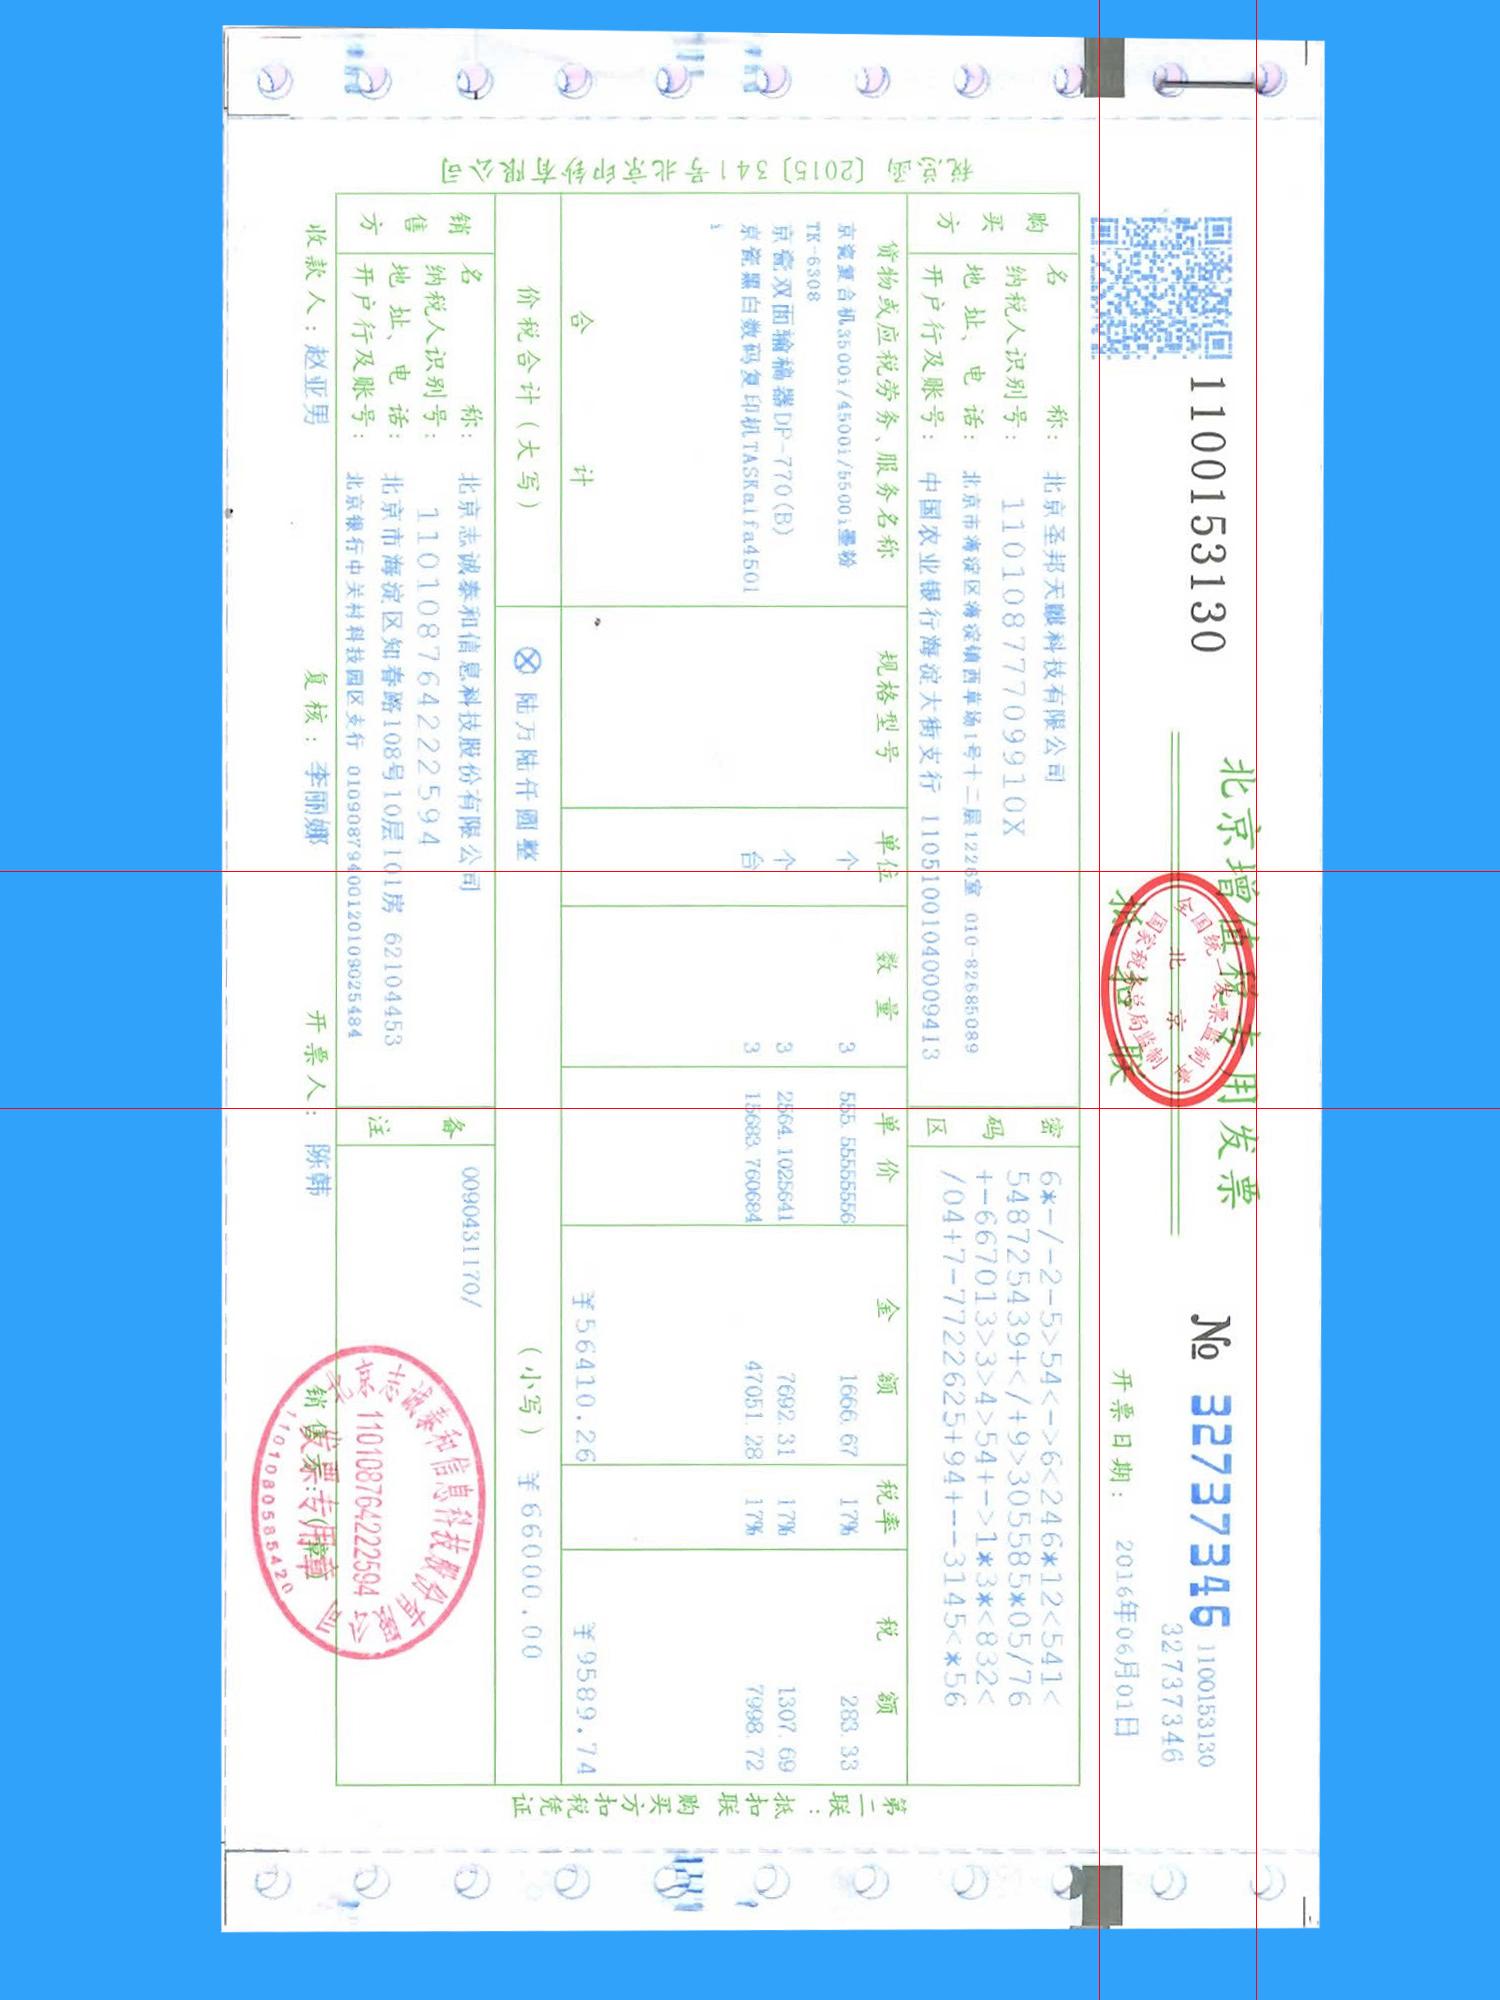 1100153130
北京增值税专用发票
抵扣联
全国统一发票监制章
北京
国家税务总局监制
№ 32737346
1100153130
32737346
开票日期: 2016年06月01日
税总函〔2015〕341号北京印钞有限公司
购买方
名称: 北京圣邦天麒科技有限公司
纳税人识别号: 11010877709910X
地址、电话: 北京市海淀区海淀镇西草场1号十二层1226室 010-82685089
开户行及账号: 中国农业银行海淀大街支行 11051001040009413
密码区
6*-/-2-5>54<->6<246*12<541<
548725439+</+9>305585*05/76
+-667013>3>4>54+->1*3*<832<
/04+7-7722625+94+--3145<*56
货物或应税劳务、服务名称 规格型号 单位 数量 单价 金额 税率 税额
京瓷复合机3500i/4500i/5500i墨粉 个 3 555.55555556 1666.67 17% 283.33
TK-6308
京瓷双面输稿器DP-770(B) 个 3 2564.1025641 7692.31 17% 1307.69
京瓷黑白数码复印机TASKalfa4501 台 3 15683.760684 47051.28 17% 7998.72
i
合计 ¥56410.26 ¥9589.74
价税合计(大写) ⊗ 陆万陆仟圆整 (小写) ¥66000.00
销售方
名称: 北京志诚泰和信息科技股份有限公司
纳税人识别号: 110108764222594
地址、电话: 北京市海淀区知春路108号10层101房 62104453
开户行及账号: 北京银行中关村科技园区支行 01090879400120109025484
备注
0090431170/
收款人: 赵亚男 复核: 李丽娜 开票人: 陈韩 销售方:(章)
北京志诚泰和信息科技股份有限公司
110108764222594
发票专用章
1101080585420
第二联:抵扣联 购买方扣税凭证